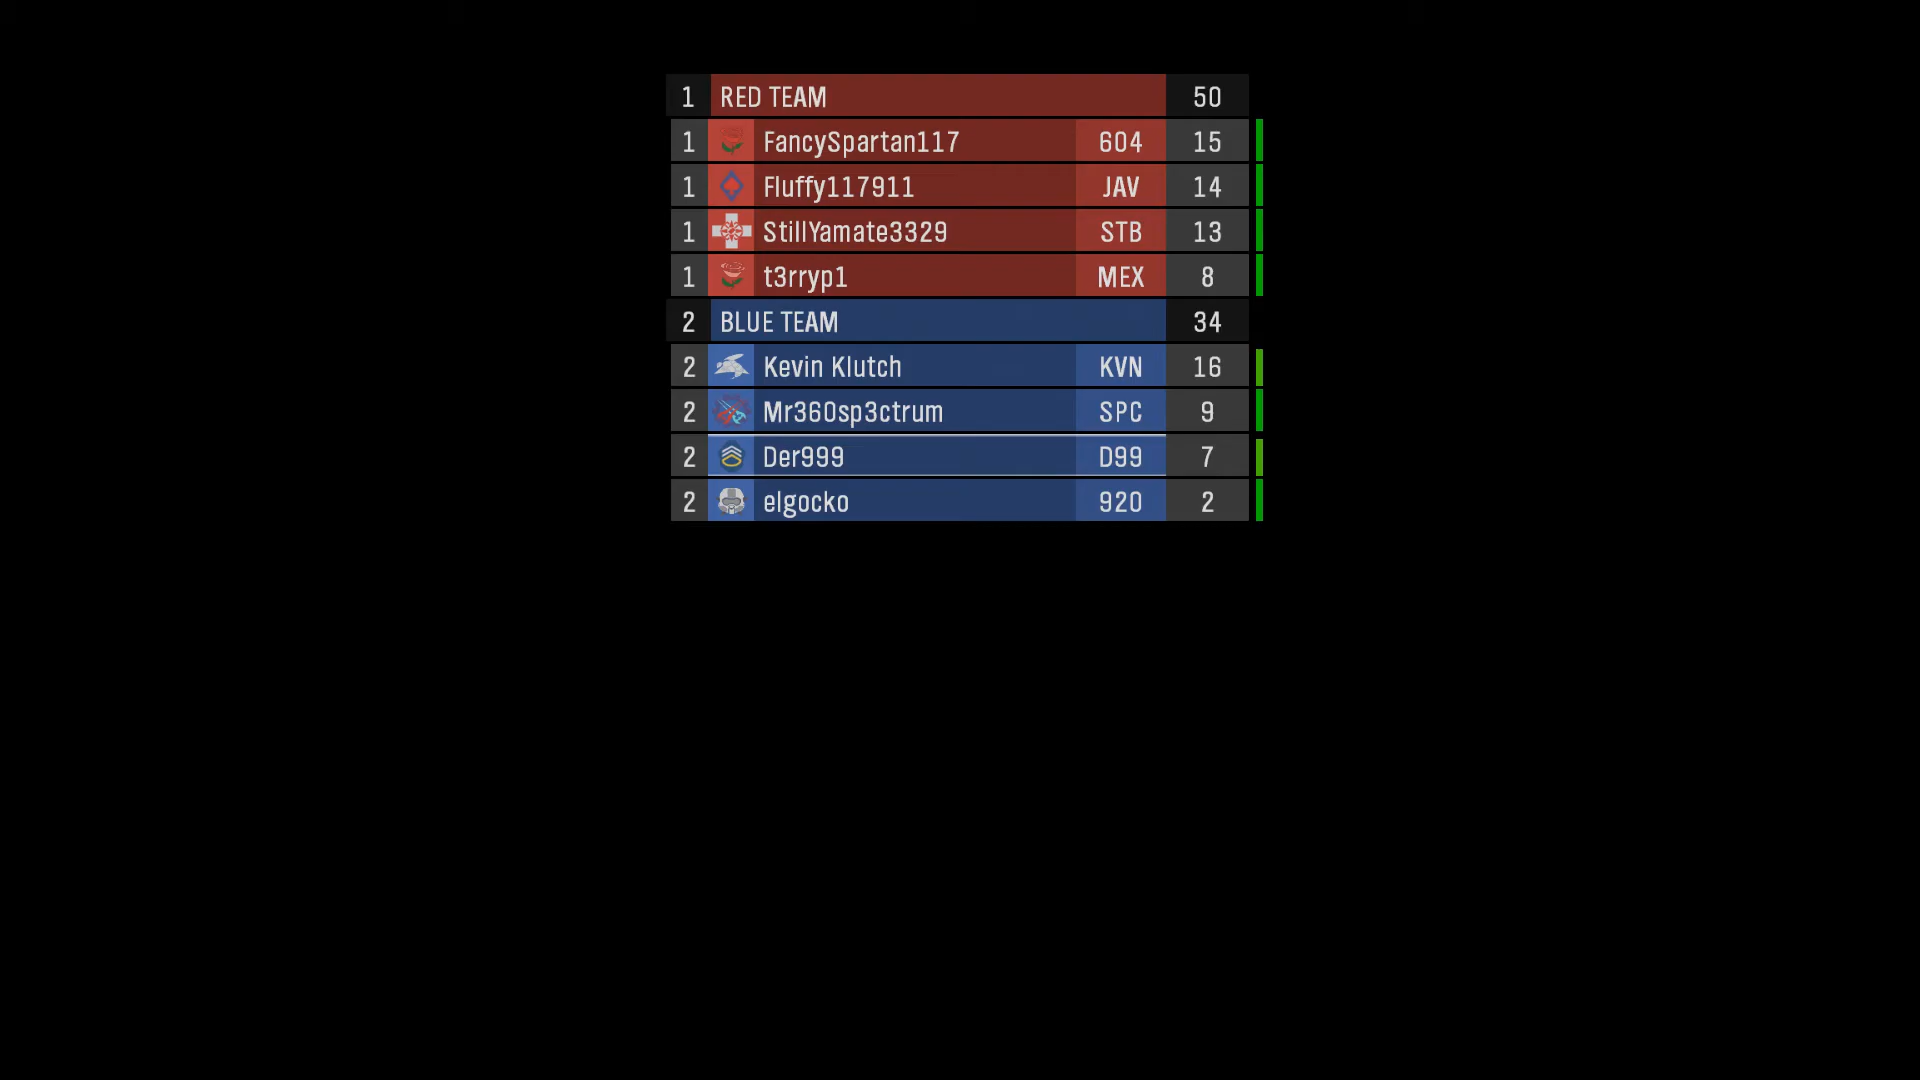 1 RED TEAM 50
1 FancySpartan117 604 15
1 Fluffy117911 JAV 14
1 StillYamate3329 STB 13
1 t3rryp1 MEX 8
2 BLUE TEAM 34
2 Kevin Klutch KVN 16
2 Mr360sp3ctrum SPC 9
2 Der999 D99 7
2 elgocko 920 2